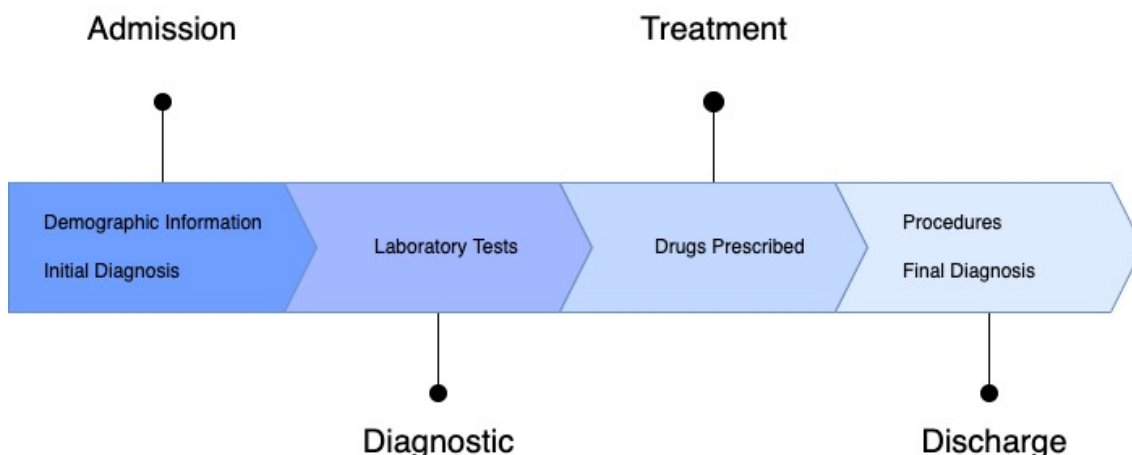 Admission
Treatment
Demographic Information
Initial Diagnosis
Laboratory Tests
Drugs Prescribed
Procedures
Final Diagnosis
Diagnostic
Discharge